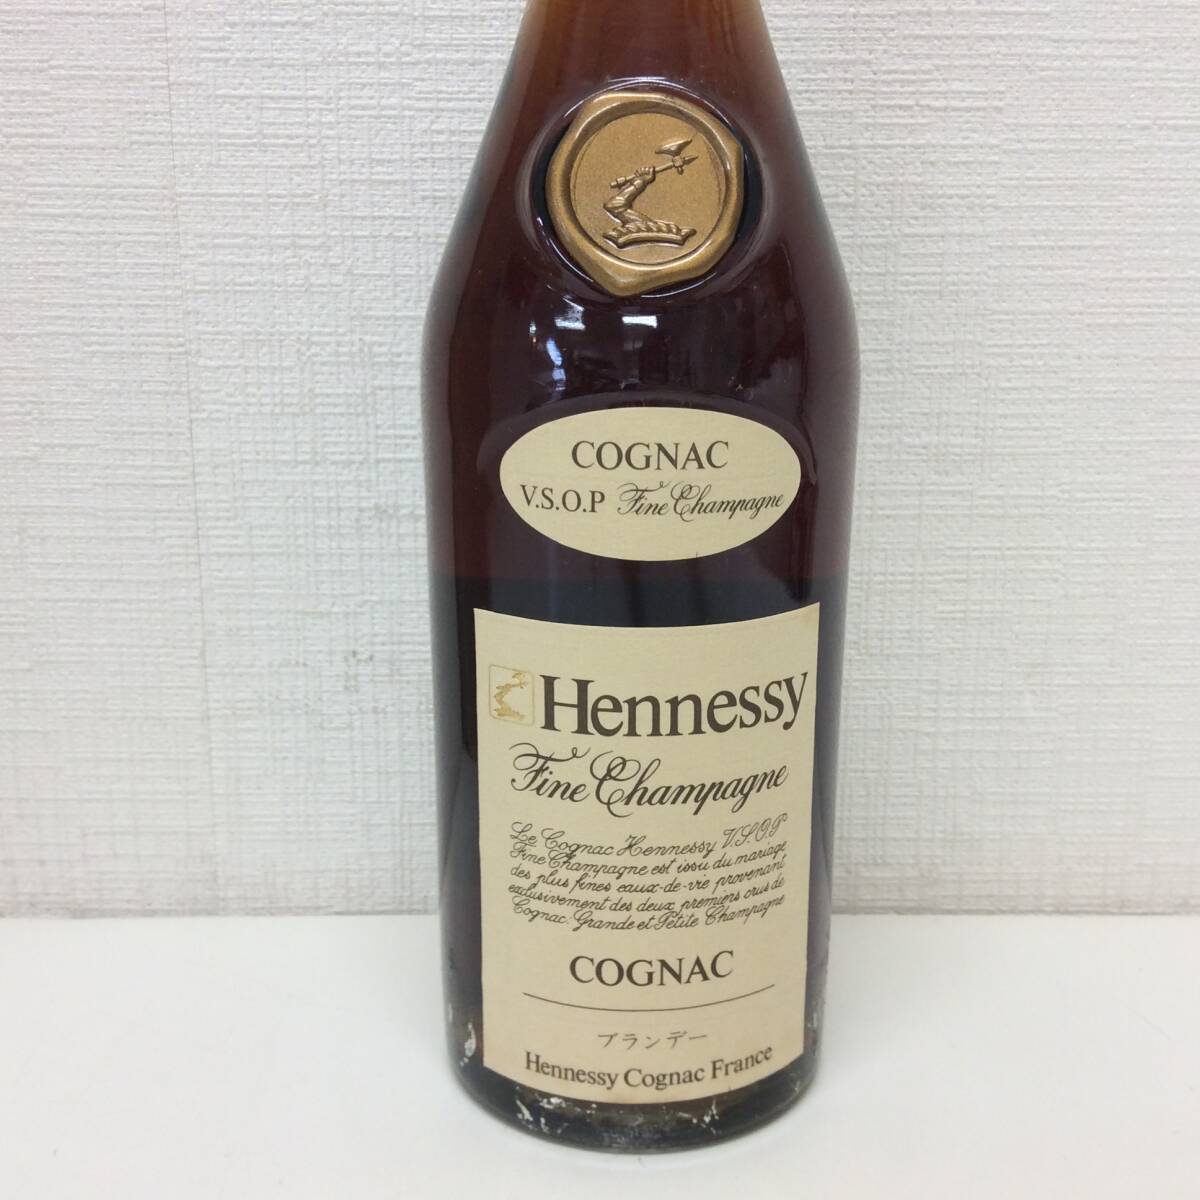 COGNAC
V.S.O.P Fine Champagne
Hennessy
Fine Champagne
Le Cognac Hennessy V.S.O.P
Fine Champagne est issu du mariage
des plus fines eaux-de-vie provenant
exclusivement des deux premiers crus de
Cognac: Grande et Petite Champagne
COGNAC
ブランデー
Hennessy Cognac France